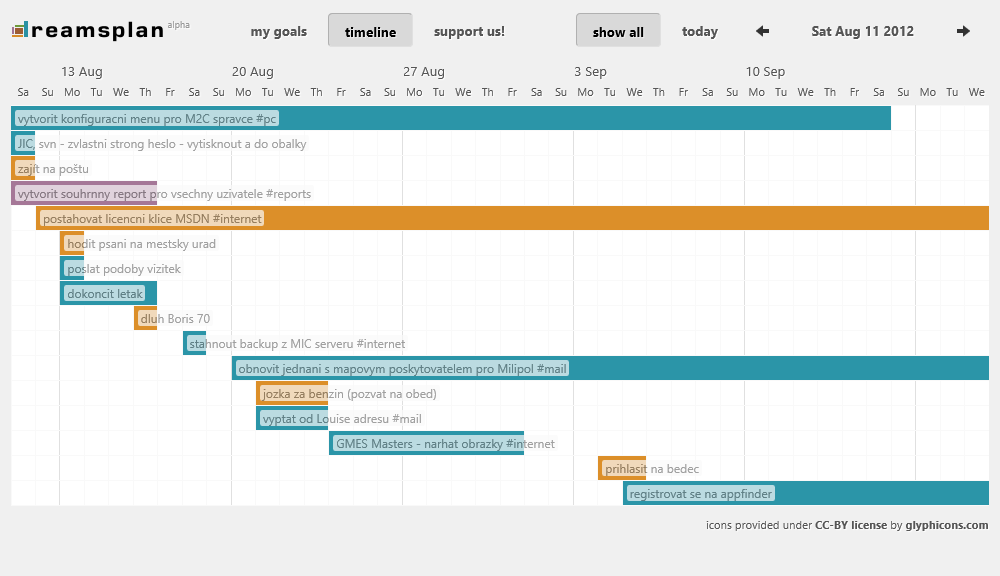 dreamsplan alpha my goals timeline support us! show all today Sat Aug 11 2012
13 Aug 20 Aug 27 Aug 3 Sep 10 Sep
Sa Su Mo Tu We Th Fr Sa Su Mo Tu We Th Fr Sa Su Mo Tu We Th Fr Sa Su Mo Tu We Th Fr Sa Su Mo Tu We Th Fr Sa Su Mo Tu We
vytvorit konfiguracni menu pro M2C spravce #pc
JIC, svn - zvlastni strong heslo - vytisknout a do obalky
zajít na poštu
vytvorit souhrnny report pro vsechny uzivatele #reports
postahovat licencni klice MSDN #internet
hodit psani na mestsky urad
poslat podoby vizitek
dokoncit letak
dluh Boris 70
stahnout backup z MIC serveru #internet
obnovit jednani s mapovym poskytovatelem pro Milipol #mail
jozka za benzin (pozvat na obed)
vyptat od Louise adresu #mail
GMES Masters - narhat obrazky #internet
prihlasit na bedec
registrovat se na appfinder
icons provided under CC-BY license by glyphicons.com